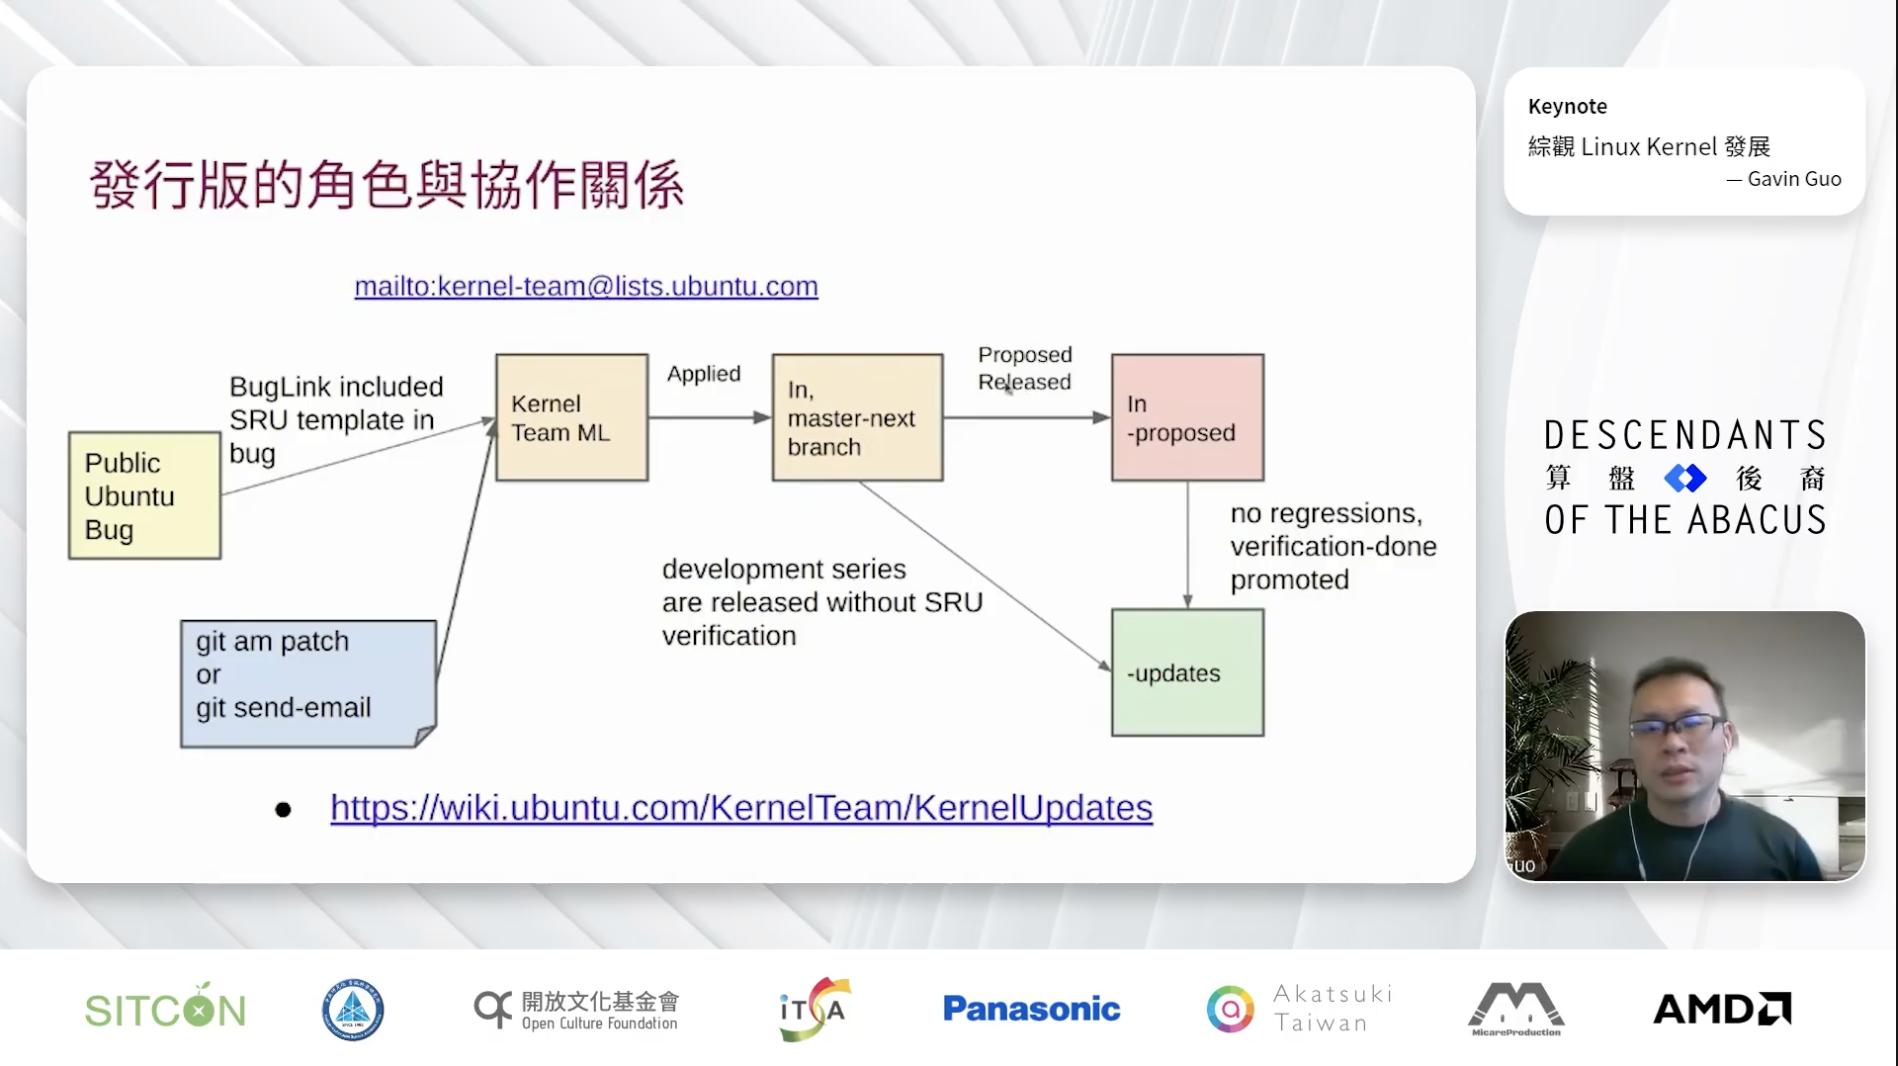 發行版的角色與協作關係
mailto:kernel-team@lists.ubuntu.com
BugLink included
SRU template in
bug
Public
Ubuntu
Bug
git am patch
or
git send-email
Kernel
Team ML
Applied
In,
master-next
branch
Proposed
Released
In
-proposed
development series
are released without SRU
verification
no regressions,
verification-done
promoted
-updates
https://wiki.ubuntu.com/KernelTeam/KernelUpdates
Keynote
綜觀 Linux Kernel 發展
— Gavin Guo
DESCENDANTS
算盤後裔
OF THE ABACUS
Guo
SITCON
開放文化基金會
Open Culture Foundation
iTSA
Panasonic
Akatsuki
Taiwan
MicareProduction
AMD